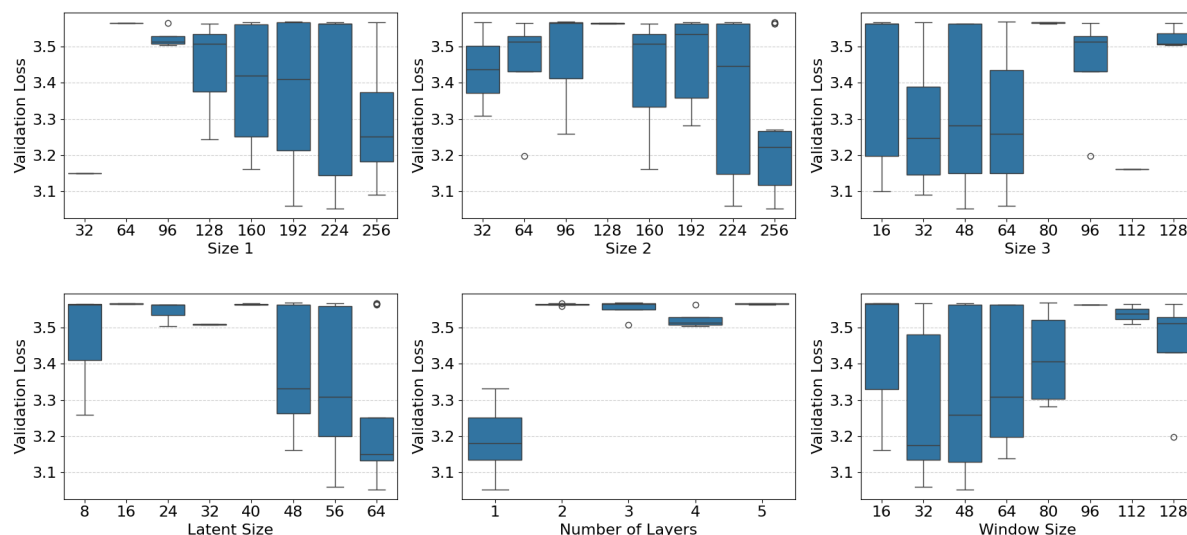 Validation Loss
3.5
3.4
3.3
3.2
3.1
32 64 96 128 160 192 224 256
Size 1
Validation Loss
3.5
3.4
3.3
3.2
3.1
32 64 96 128 160 192 224 256
Size 2
Validation Loss
3.5
3.4
3.3
3.2
3.1
16 32 48 64 80 96 112 128
Size 3
Validation Loss
3.5
3.4
3.3
3.2
3.1
8 16 24 32 40 48 56 64
Latent Size
Validation Loss
3.5
3.4
3.3
3.2
3.1
1 2 3 4 5
Number of Layers
Validation Loss
3.5
3.4
3.3
3.2
3.1
16 32 48 64 80 96 112 128
Window Size